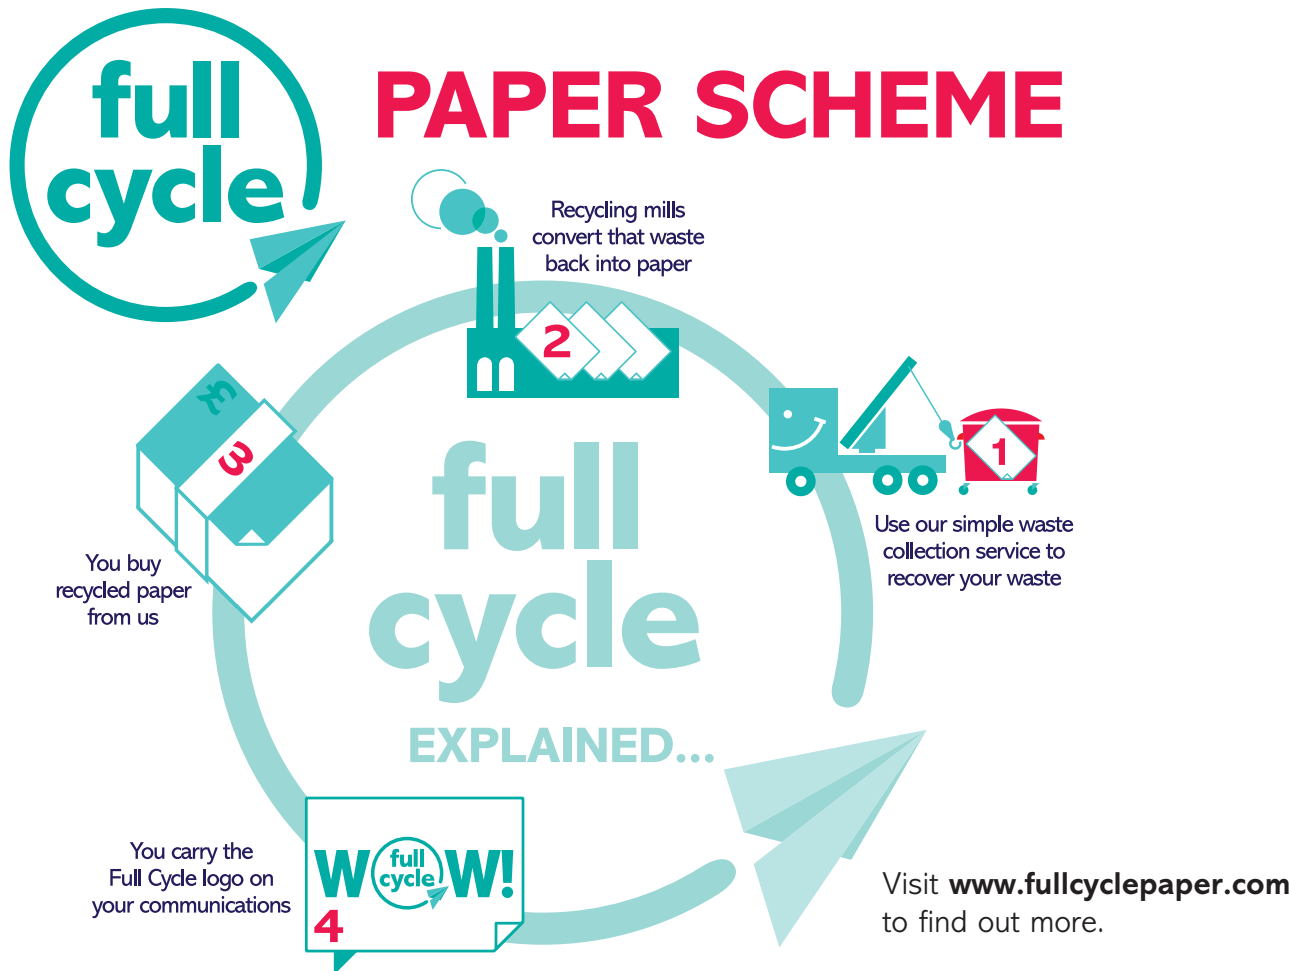 full
cycle
PAPER SCHEME
Recycling mills
convert that waste
back into paper
2
1
Use our simple waste
collection service to
recover your waste
£
3
You buy
recycled paper
from us
full
cycle
EXPLAINED...
You carry the
Full Cycle logo on
your communications
W full cycle W!
4
Visit www.fullcyclepaper.com
to find out more.